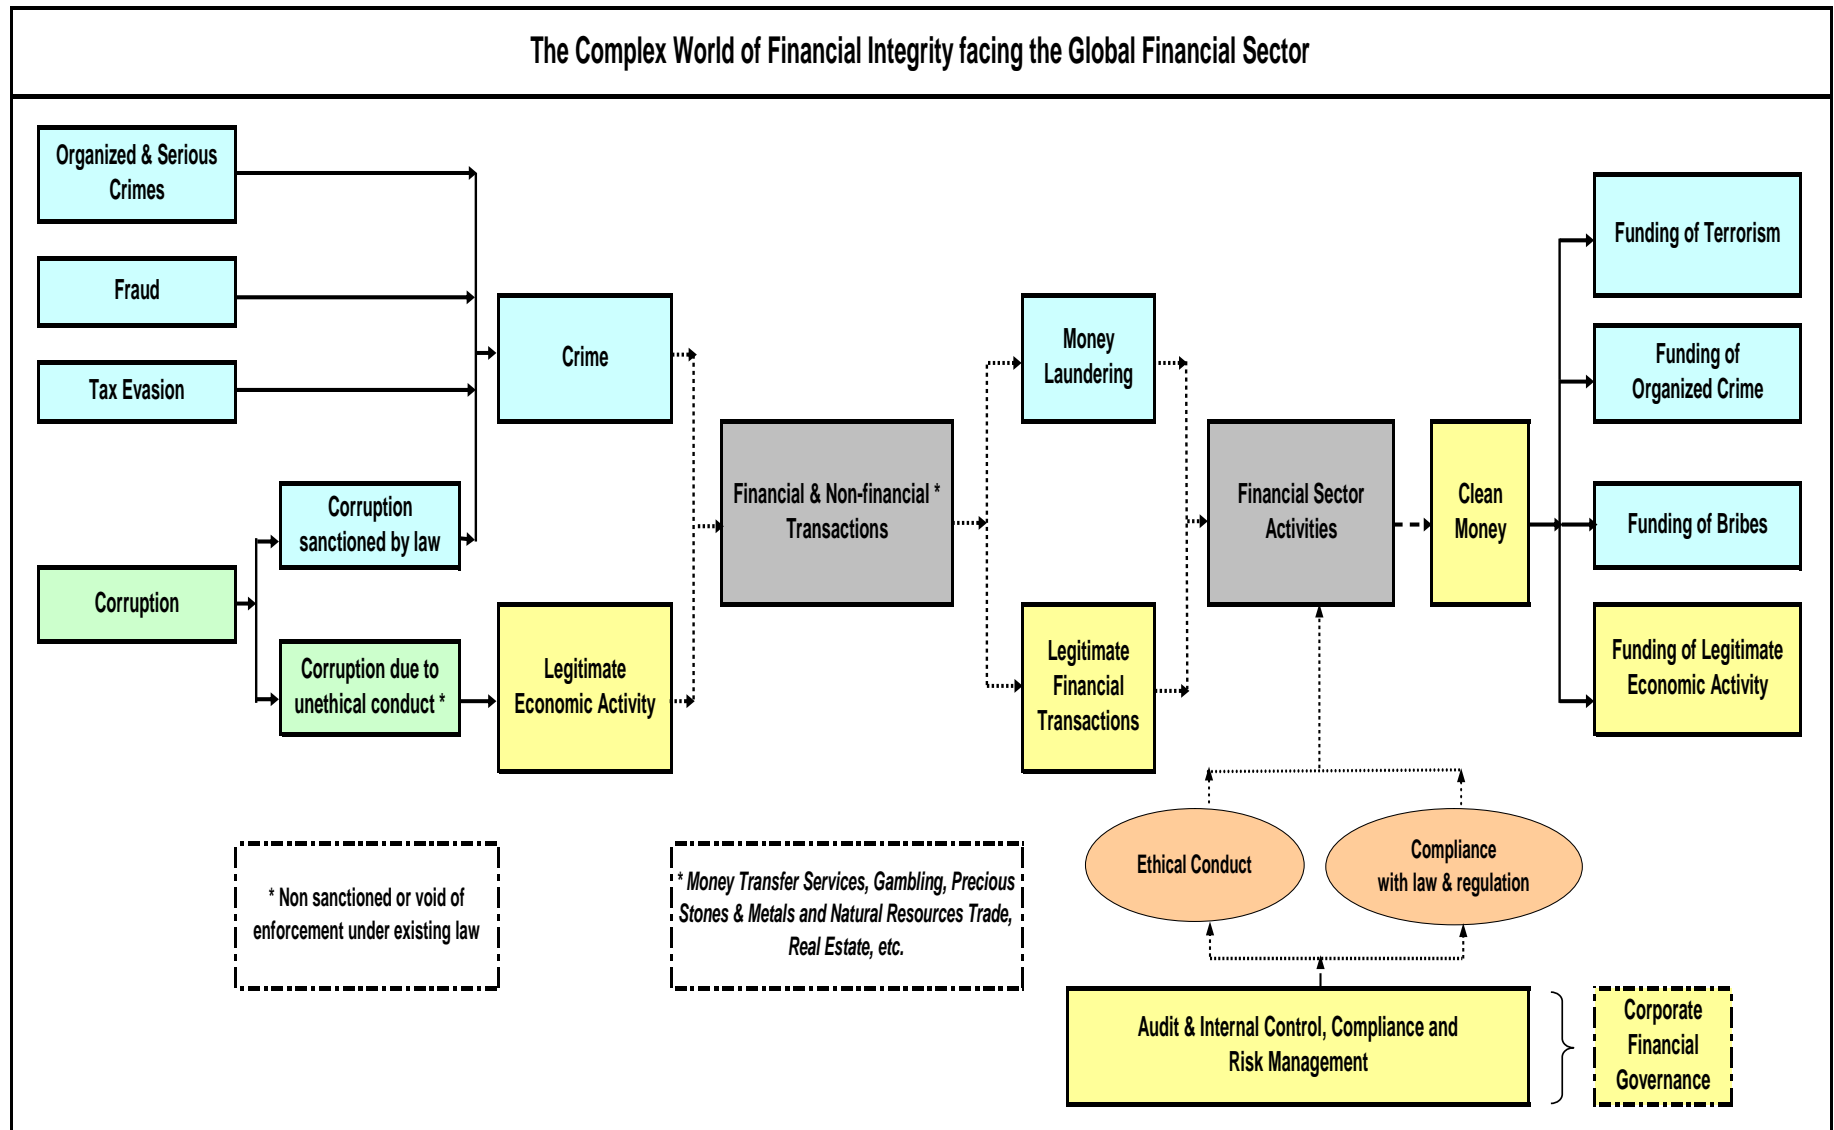 The Complex World of Financial Integrity facing the Global Financial Sector
Organized & Serious
Crimes
Fraud
Tax Evasion
Corruption
Corruption
sanctioned by law
Corruption due to
unethical conduct *
Crime
Legitimate
Economic Activity
Financial & Non-financial *
Transactions
Money
Laundering
Legitimate
Financial
Transactions
Financial Sector
Activities
Clean
Money
Funding of Terrorism
Funding of
Organized Crime
Funding of Bribes
Funding of Legitimate
Economic Activity
* Non sanctioned or void of
enforcement under existing law
* Money Transfer Services, Gambling, Precious
Stones & Metals and Natural Resources Trade,
Real Estate, etc.
Ethical Conduct
Compliance
with law & regulation
Audit & Internal Control, Compliance and
Risk Management
Corporate
Financial
Governance